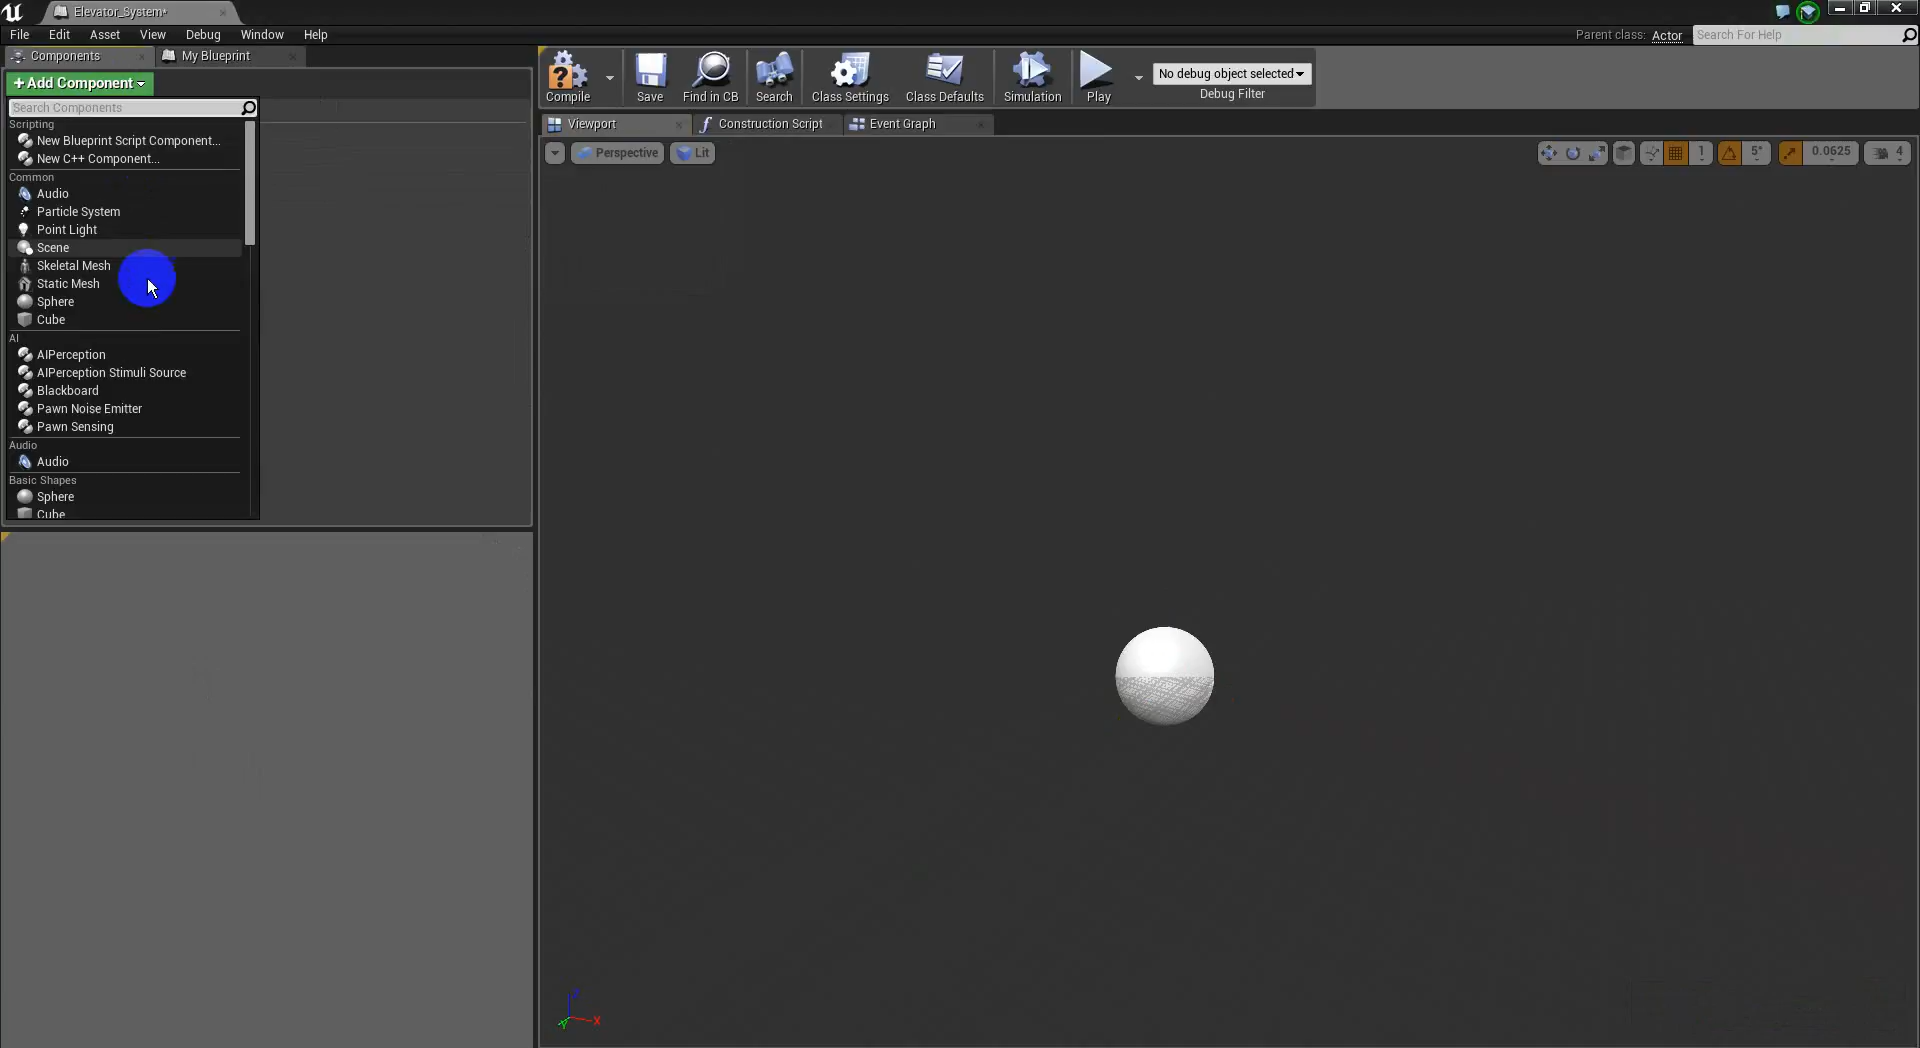 Elevator_System*
File Edit Asset View Debug Window Help
Parent class: Actor Search For Help
Components My Blueprint
+Add Component
Search Components
Scripting
New Blueprint Script Component...
New C++ Component...
Common
Audio
Particle System
Point Light
Scene
Skeletal Mesh
Static Mesh
Sphere
Cube
AI
AIPerception
AIPerception Stimuli Source
Blackboard
Pawn Noise Emitter
Pawn Sensing
Audio
Audio
Basic Shapes
Sphere
Cube
Compile Save Find in CB Search Class Settings Class Defaults Simulation Play
No debug object selected
Debug Filter
Viewport Construction Script Event Graph
Perspective Lit
1 5° 0.0625 4
Z
Y X